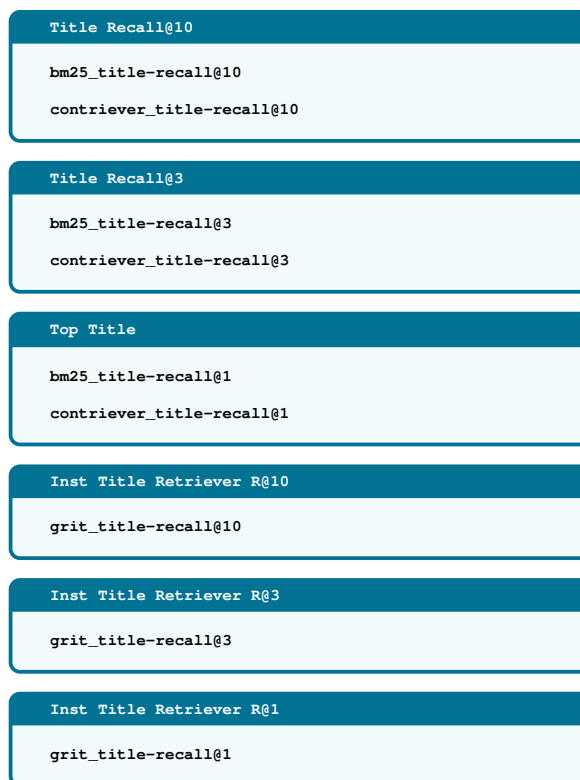 Title Recall@10
bm25_title-recall@10
contriever_title-recall@10
Title Recall@3
bm25_title-recall@3
contriever_title-recall@3
Top Title
bm25_title-recall@1
contriever_title-recall@1
Inst Title Retriever R@10
grit_title-recall@10
Inst Title Retriever R@3
grit_title-recall@3
Inst Title Retriever R@1
grit_title-recall@1